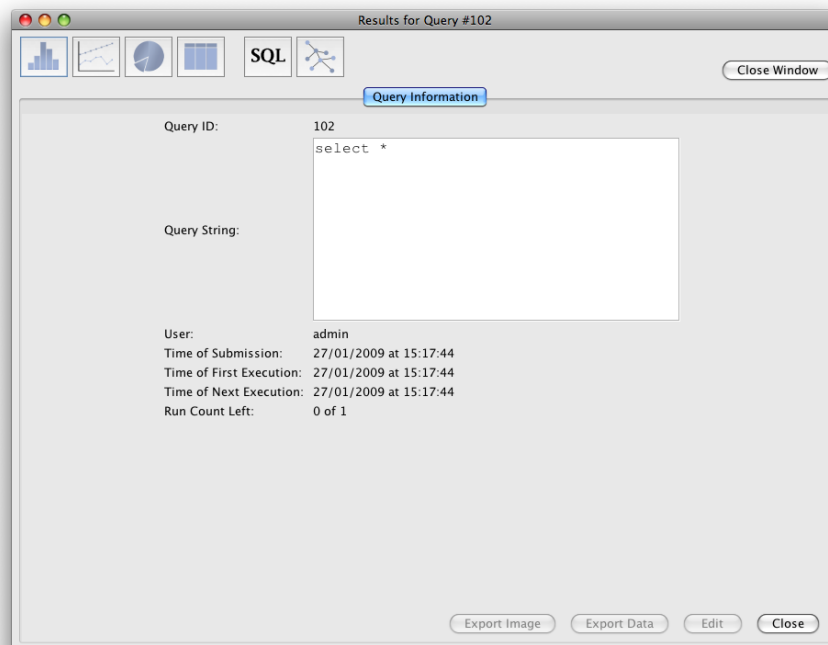 Results for Query #102
SQL
Close Window
Query Information
Query ID: 102
select *
Query String:
User: admin
Time of Submission: 27/01/2009 at 15:17:44
Time of First Execution: 27/01/2009 at 15:17:44
Time of Next Execution: 27/01/2009 at 15:17:44
Run Count Left: 0 of 1
Export Image Export Data Edit Close